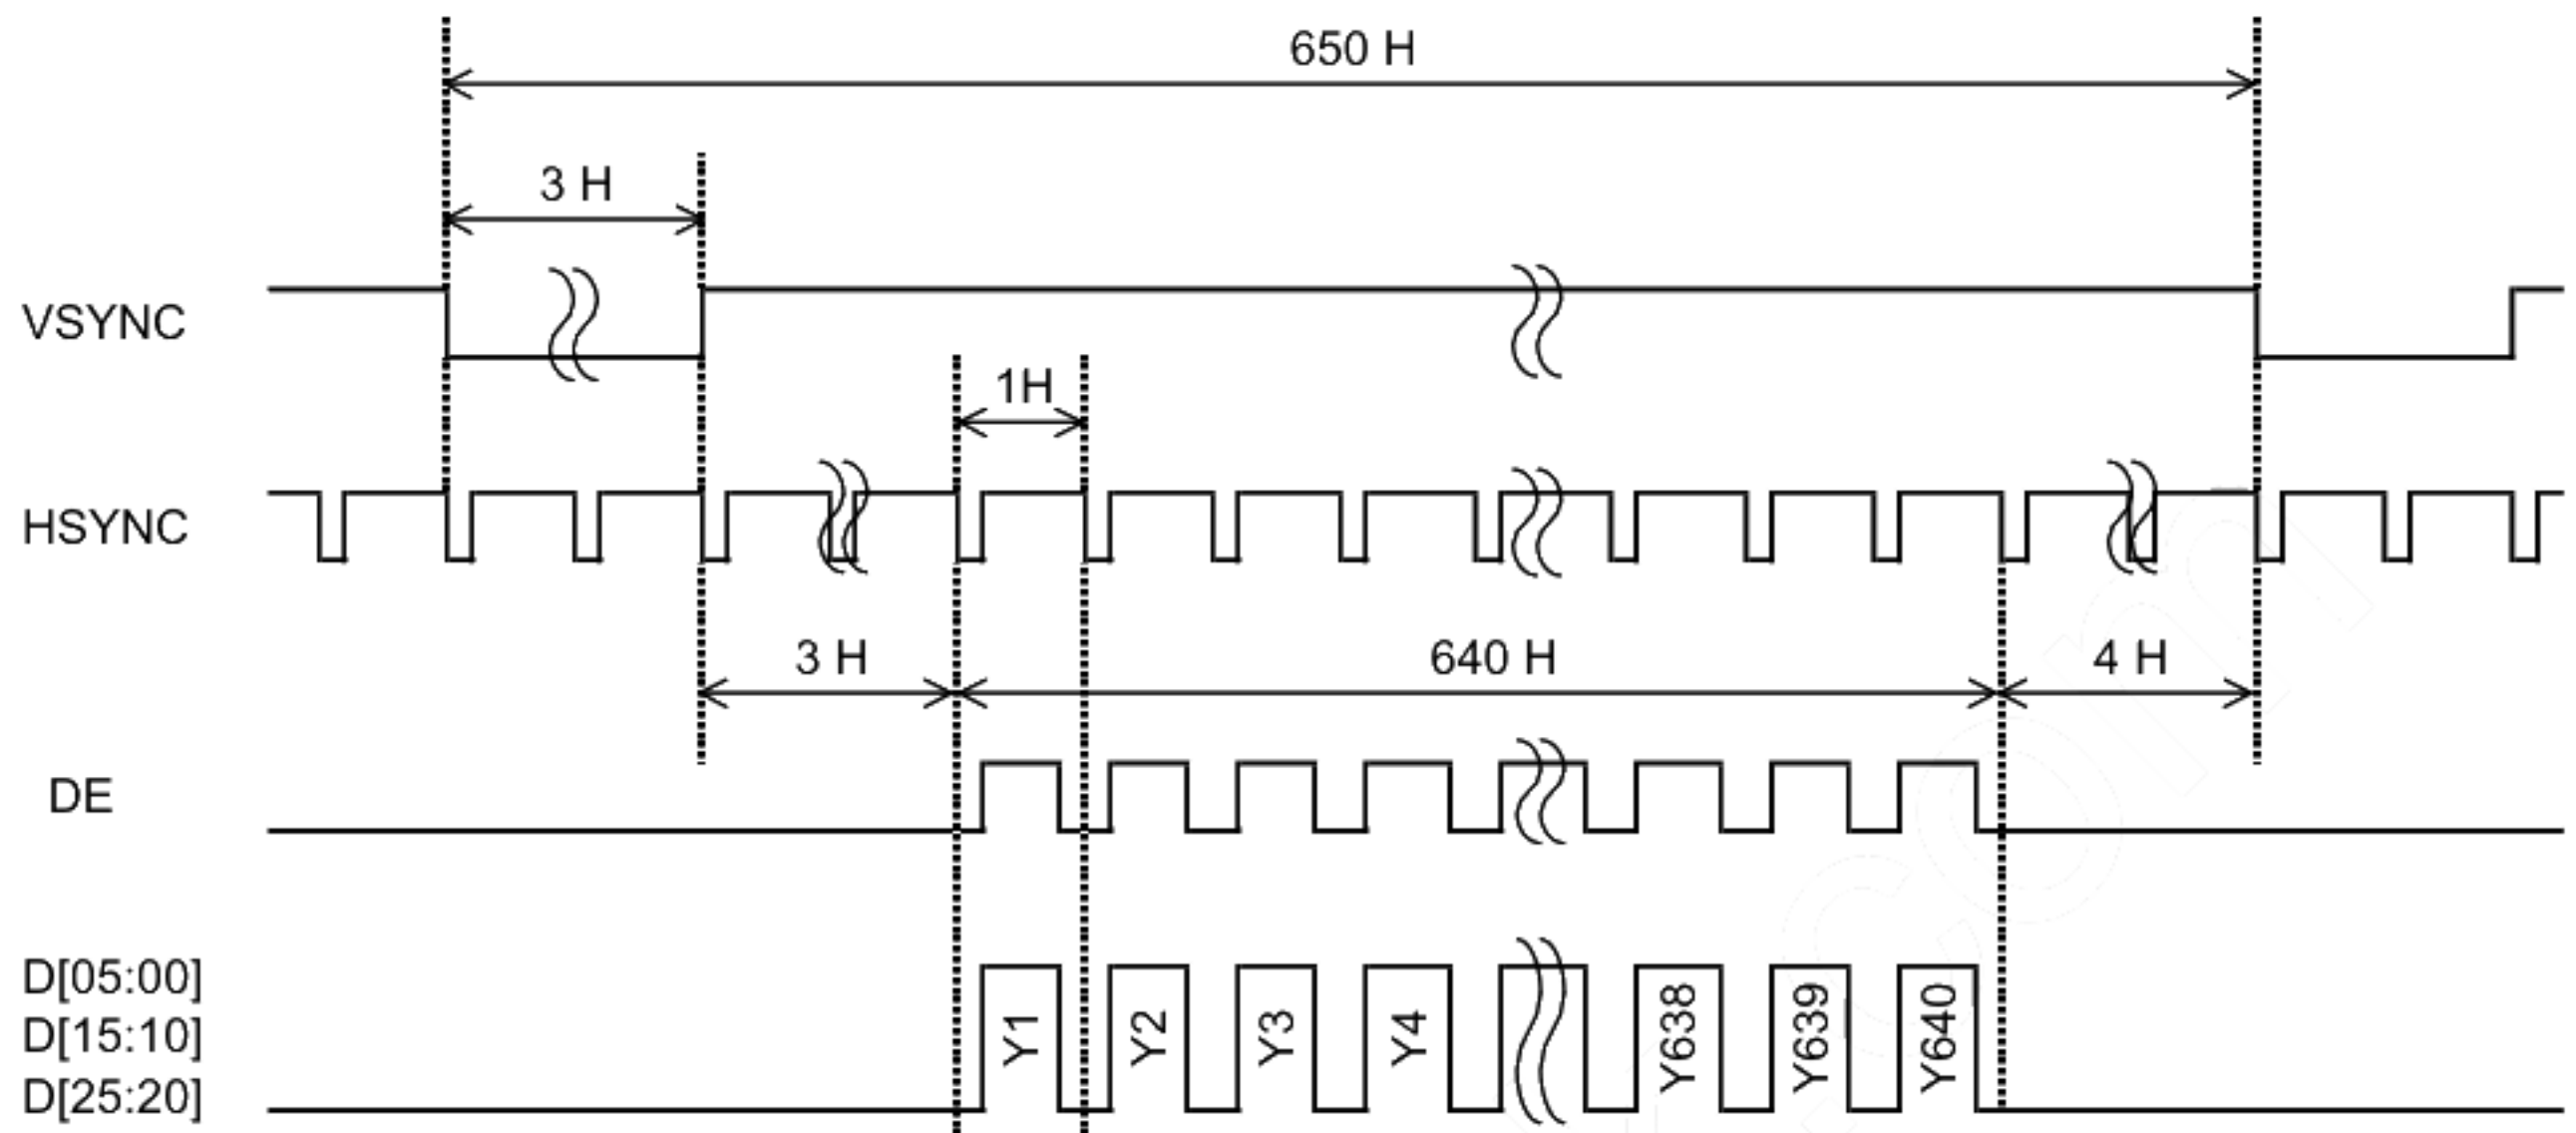 650 H
3 H
VSYNC
1H
HSYNC
3 H
640 H
4 H
DE
D[05:00]
D[15:10]
D[25:20]
Y1
Y2
Y3
Y4
Y638
Y639
Y640